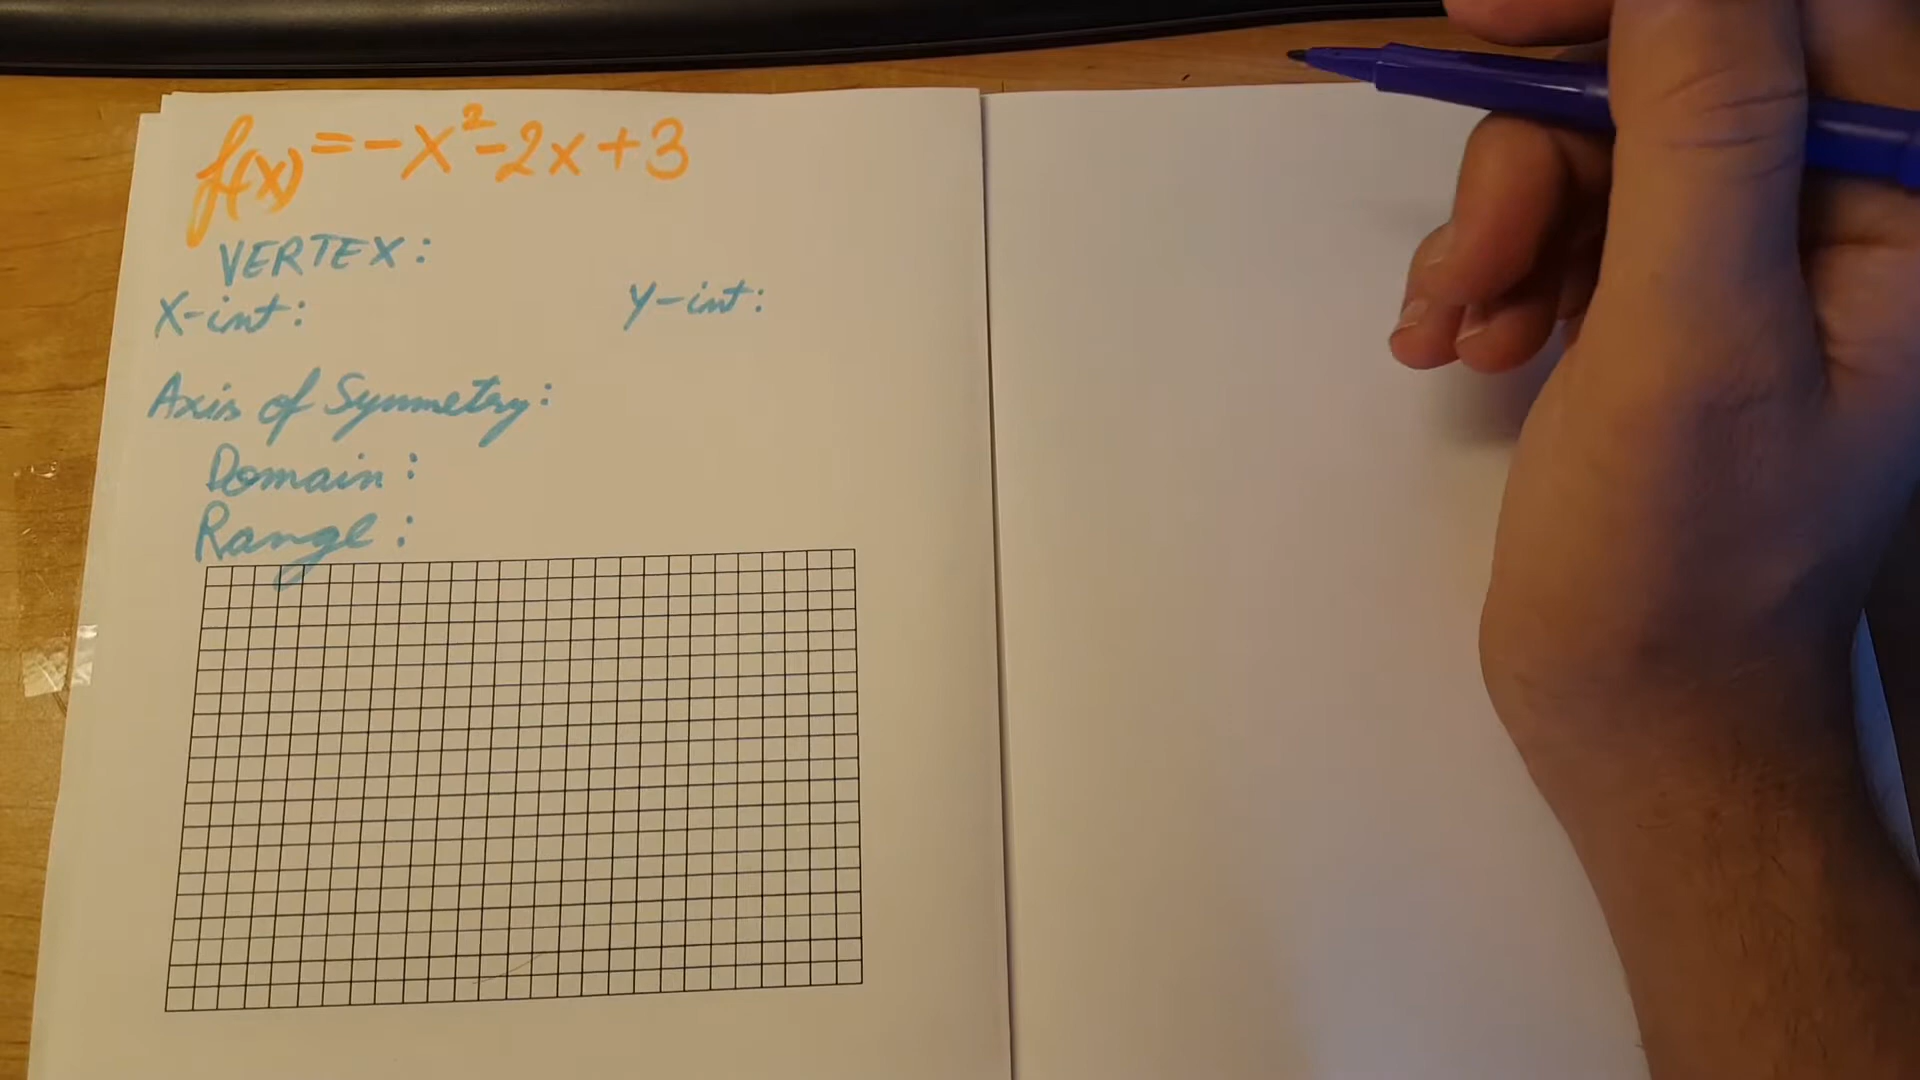 f(x) = -x²-2x+3
VERTEX:
X-int: Y-int:
Axis of Symmetry:
Domain:
Range: